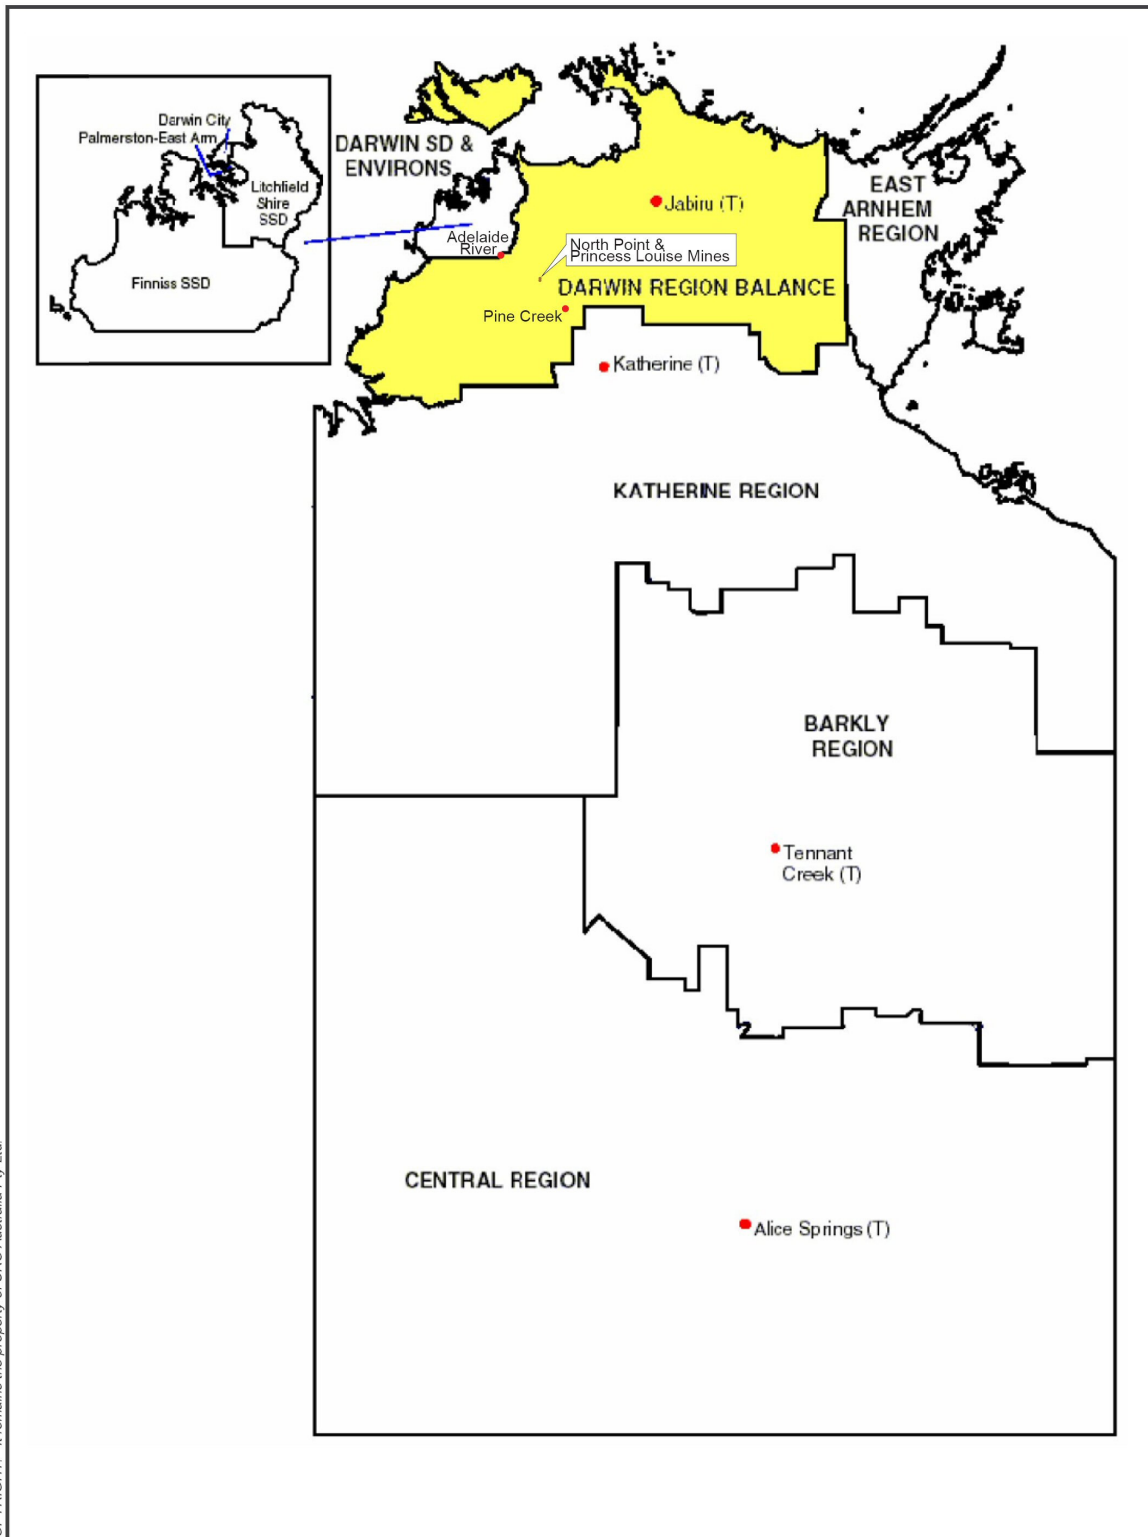 Darwin City
Palmerston-East Arm
Litchfield
Shire
SSD
Finniss SSD
DARWIN SD &
ENVIRONS
EAST
ARNHEM
REGION
Jabiru (T)
Adelaide
River
North Point &
Princess Louise Mines
DARWIN REGION BALANCE
Pine Creek
Katherine (T)
KATHERINE REGION
BARKLY
REGION
Tennant
Creek (T)
CENTRAL REGION
Alice Springs (T)